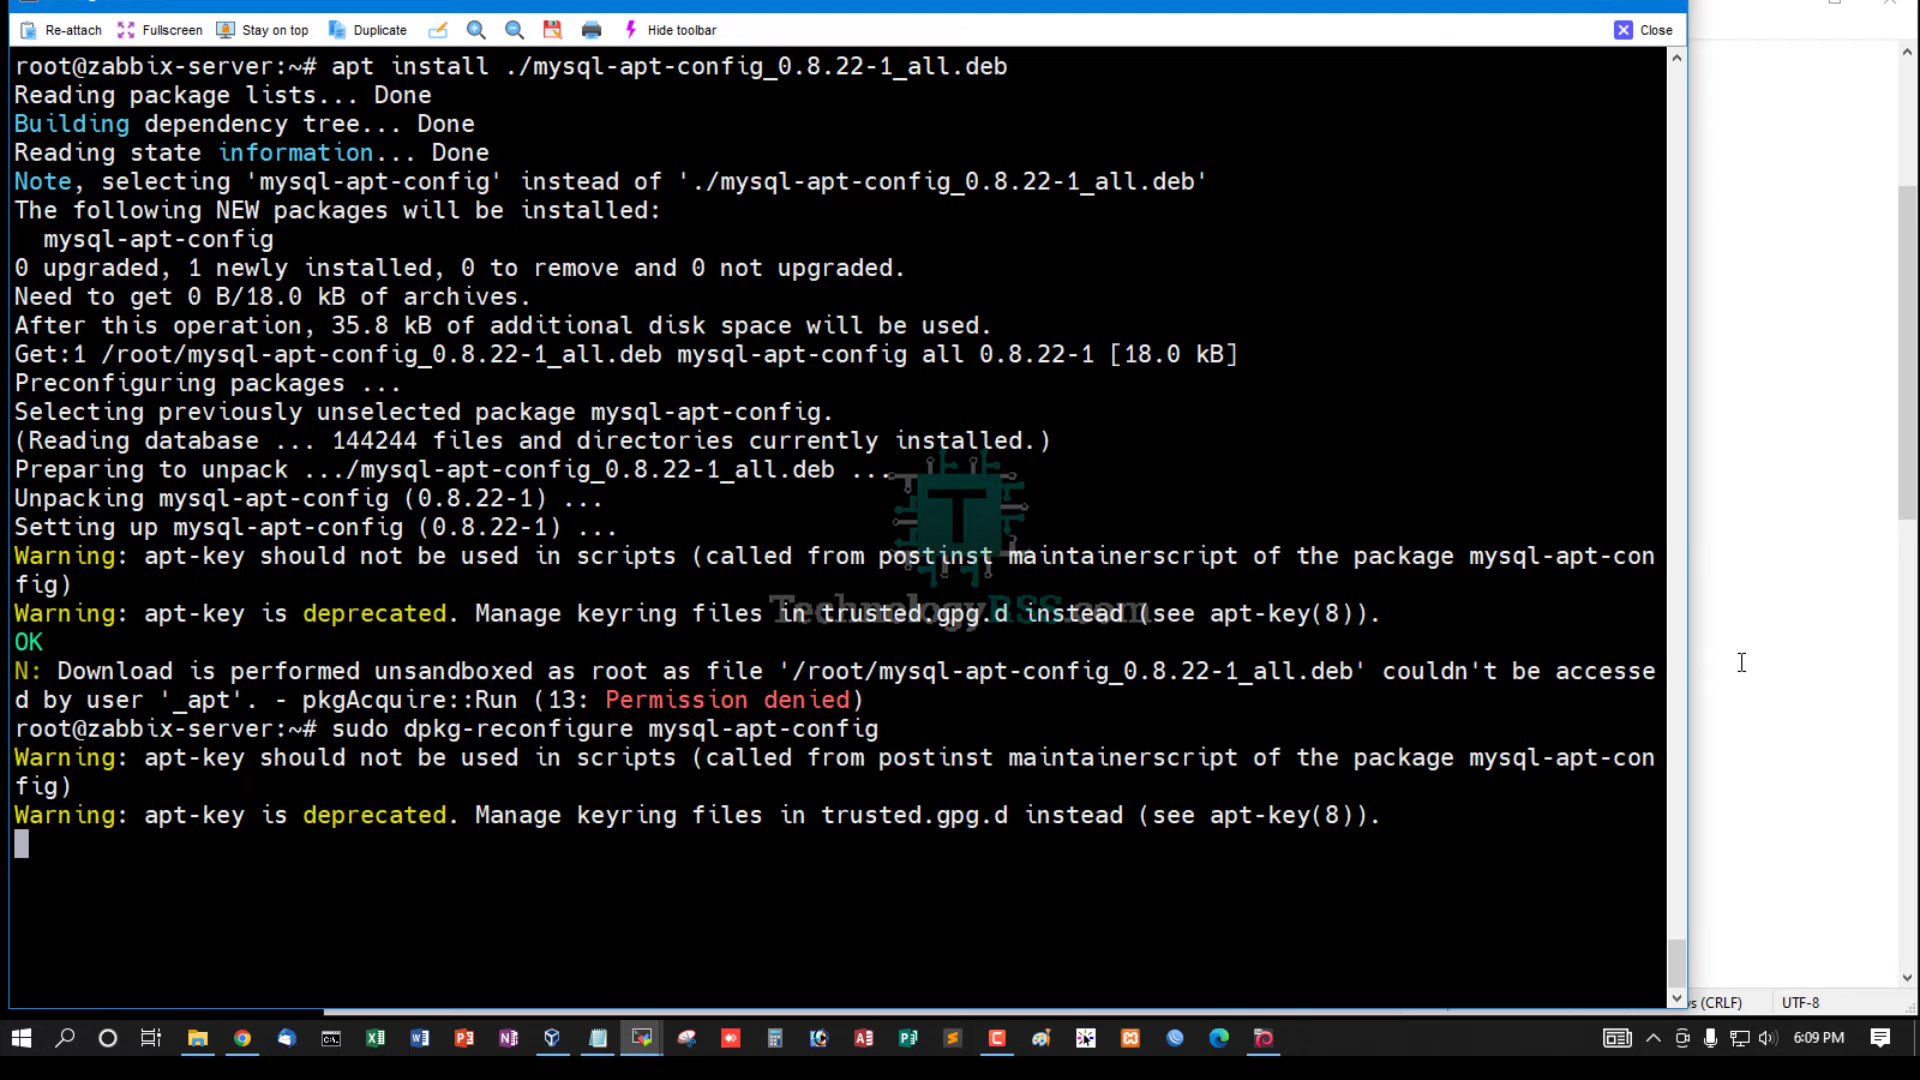 Re-attach Fullscreen Stay on top Duplicate Hide toolbar Close
root@zabbix-server:~# apt install ./mysql-apt-config_0.8.22-1_all.deb
Reading package lists... Done
Building dependency tree... Done
Reading state information... Done
Note, selecting 'mysql-apt-config' instead of './mysql-apt-config_0.8.22-1_all.deb'
The following NEW packages will be installed:
  mysql-apt-config
0 upgraded, 1 newly installed, 0 to remove and 0 not upgraded.
Need to get 0 B/18.0 kB of archives.
After this operation, 35.8 kB of additional disk space will be used.
Get:1 /root/mysql-apt-config_0.8.22-1_all.deb mysql-apt-config all 0.8.22-1 [18.0 kB]
Preconfiguring packages ...
Selecting previously unselected package mysql-apt-config.
(Reading database ... 144244 files and directories currently installed.)
Preparing to unpack .../mysql-apt-config_0.8.22-1_all.deb ...
Unpacking mysql-apt-config (0.8.22-1) ...
Setting up mysql-apt-config (0.8.22-1) ...
Warning: apt-key should not be used in scripts (called from postinst maintainerscript of the package mysql-apt-con
fig)
Warning: apt-key is deprecated. Manage keyring files in trusted.gpg.d instead (see apt-key(8)).
TechnologyRSS.com
OK
N: Download is performed unsandboxed as root as file '/root/mysql-apt-config_0.8.22-1_all.deb' couldn't be accesse
d by user '_apt'. - pkgAcquire::Run (13: Permission denied)
root@zabbix-server:~# sudo dpkg-reconfigure mysql-apt-config
Warning: apt-key should not be used in scripts (called from postinst maintainerscript of the package mysql-apt-con
fig)
Warning: apt-key is deprecated. Manage keyring files in trusted.gpg.d instead (see apt-key(8)).
(CRLF) UTF-8
6:09 PM